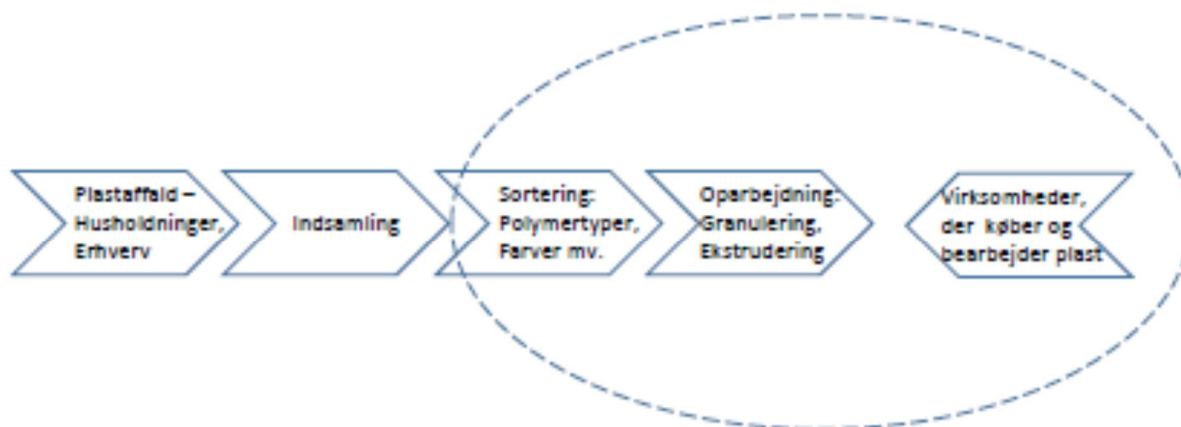 Plastaffald –
Husholdninger,
Erhverv
Indsamling
Sortering:
Polymertyper,
Farver mv.
Oparbejdning:
Granulering,
Ekstrudering
Virksomheder,
der køber og
bearbejder plast